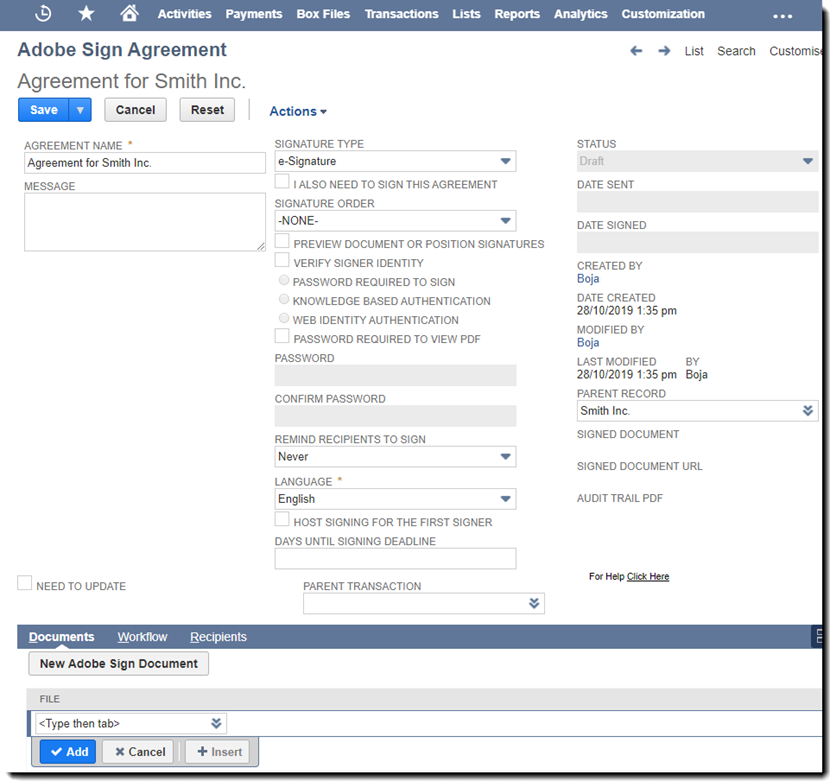 Activities Payments Box Files Transactions Lists Reports Analytics Customization
Adobe Sign Agreement
List Search Customise
Agreement for Smith Inc.
Save Cancel Reset Actions
AGREEMENT NAME *
Agreement for Smith Inc.
MESSAGE
SIGNATURE TYPE
e-Signature
I ALSO NEED TO SIGN THIS AGREEMENT
SIGNATURE ORDER
-NONE-
PREVIEW DOCUMENT OR POSITION SIGNATURES
VERIFY SIGNER IDENTITY
PASSWORD REQUIRED TO SIGN
KNOWLEDGE BASED AUTHENTICATION
WEB IDENTITY AUTHENTICATION
PASSWORD REQUIRED TO VIEW PDF
PASSWORD
CONFIRM PASSWORD
REMIND RECIPIENTS TO SIGN
Never
LANGUAGE *
English
HOST SIGNING FOR THE FIRST SIGNER
DAYS UNTIL SIGNING DEADLINE
STATUS
Draft
DATE SENT
DATE SIGNED
CREATED BY
Boja
DATE CREATED
28/10/2019 1:35 pm
MODIFIED BY
Boja
LAST MODIFIED BY
28/10/2019 1:35 pm Boja
PARENT RECORD
Smith Inc.
SIGNED DOCUMENT
SIGNED DOCUMENT URL
AUDIT TRAIL PDF
For Help Click Here
NEED TO UPDATE
PARENT TRANSACTION
Documents Workflow Recipients
New Adobe Sign Document
FILE
<Type then tab>
Add Cancel Insert